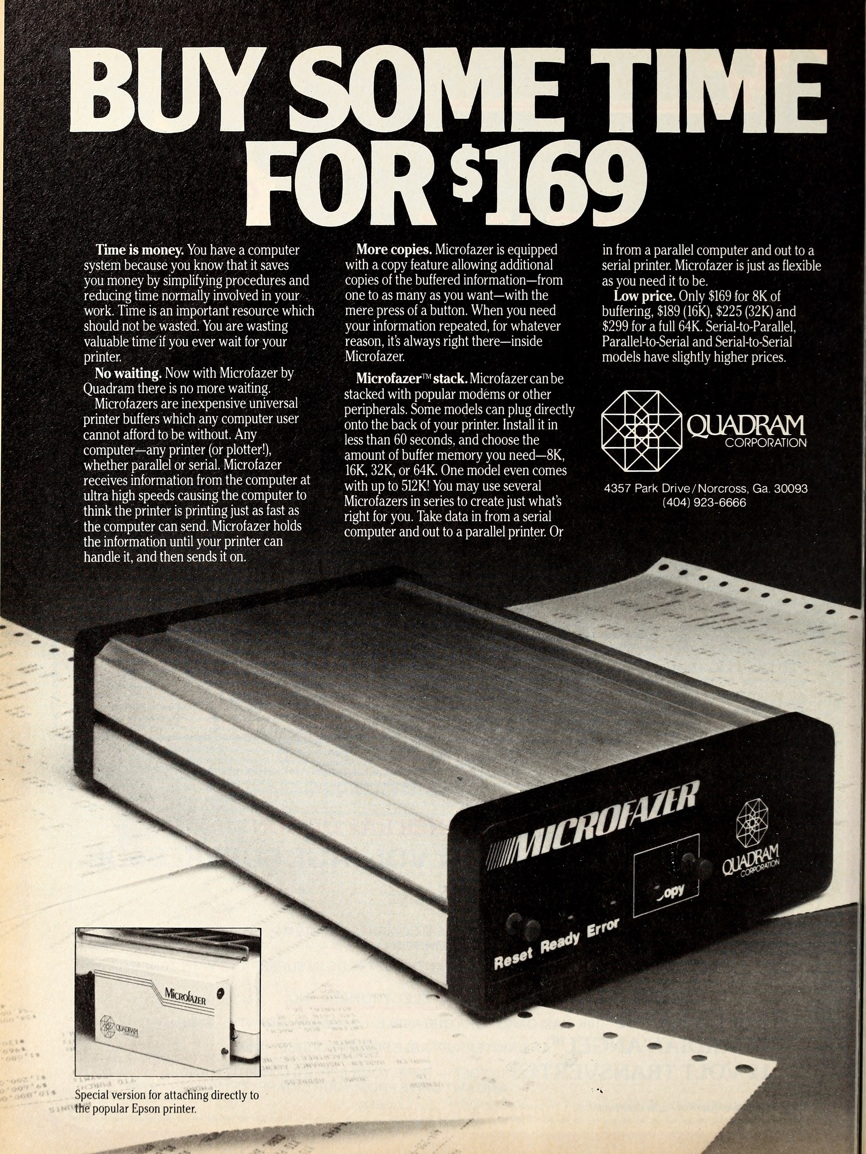 BUY SOME TIME
FOR $169
Time is money. You have a computer
system because you know that it saves
you money by simplifying procedures and
reducing time normally involved in your
work. Time is an important resource which
should not be wasted. You are wasting
valuable time if you ever wait for your
printer.
No waiting. Now with Microfazer by
Quadram there is no more waiting.
Microfazers are inexpensive universal
printer buffers which any computer user
cannot afford to be without. Any
computer—any printer (or plotter!),
whether parallel or serial. Microfazer
receives information from the computer at
ultra high speeds causing the computer to
think the printer is printing just as fast as
the computer can send. Microfazer holds
the information until your printer can
handle it, and then sends it on.
More copies. Microfazer is equipped
with a copy feature allowing additional
copies of the buffered information—from
one to as many as you want—with the
mere press of a button. When you need
your information repeated, for whatever
reason, it's always right there—inside
Microfazer.
Microfazer™ stack. Microfazer can be
stacked with popular modems or other
peripherals. Some models can plug directly
onto the back of your printer. Install it in
less than 60 seconds, and choose the
amount of buffer memory you need—8K,
16K, 32K, or 64K. One model even comes
with up to 512K! You may use several
Microfazers in series to create just what's
right for you. Take data in from a serial
computer and out to a parallel printer. Or
in from a parallel computer and out to a
serial printer. Microfazer is just as flexible
as you need it to be.
Low price. Only $169 for 8K of
buffering, $189 (16K), $225 (32K) and
$299 for a full 64K. Serial-to-Parallel,
Parallel-to-Serial and Serial-to-Serial
models have slightly higher prices.
QUADRAM
CORPORATION
4357 Park Drive/Norcross, Ga. 30093
(404) 923-6666
MICROFAZER
QUADRAM
CORPORATION
Copy
Reset Ready Error
MICROFAZER
QUADRAM
Special version for attaching directly to
the popular Epson printer.